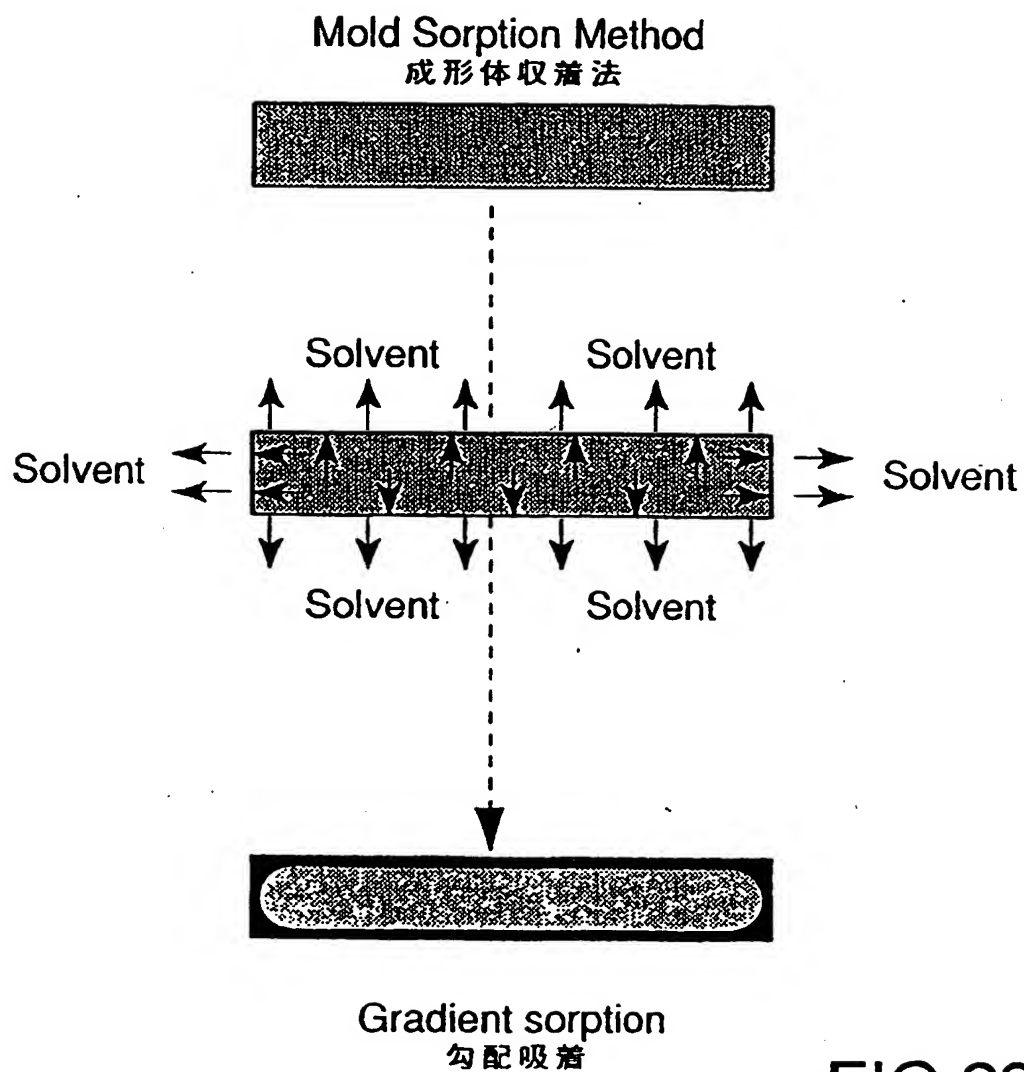 Mold Sorption Method
成形体収着法
Solvent Solvent
Solvent Solvent
Solvent Solvent
Gradient sorption
勾配吸着